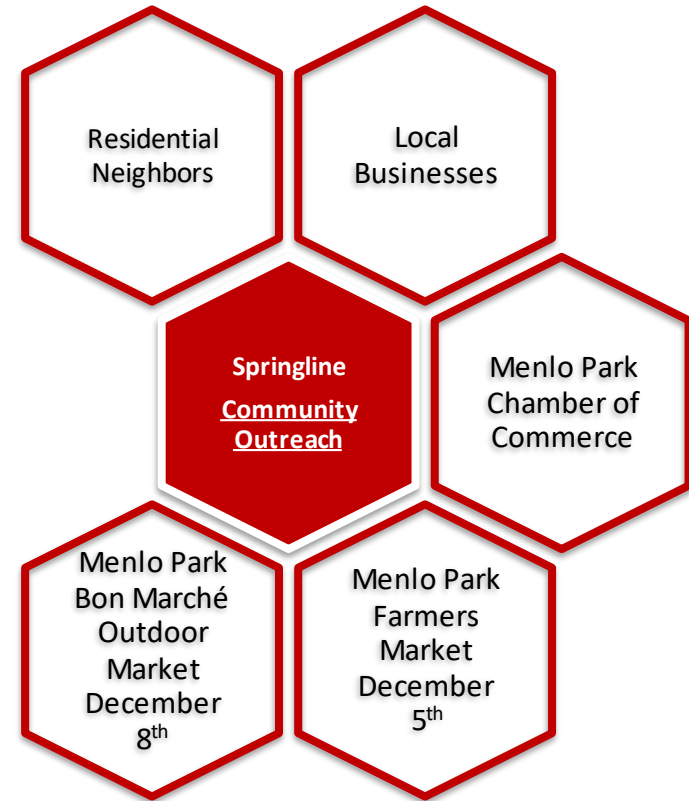 Residential
Neighbors
Local
Businesses
Springline
Community
Outreach
Menlo Park
Chamber of
Commerce
Menlo Park
Bon Marché
Outdoor
Market
December
8th
Menlo Park
Farmers
Market
December
5th